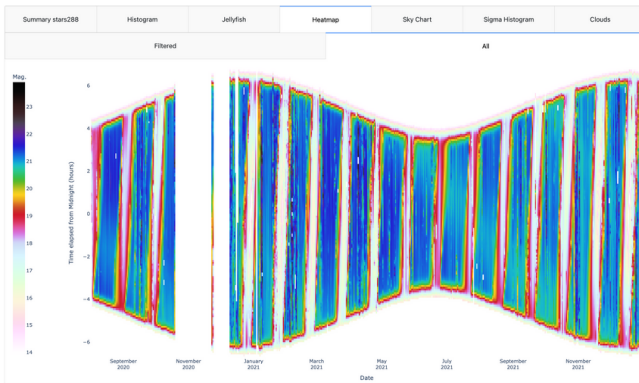 Summary stars288 Histogram Jellyfish Heatmap Sky Chart Sigma Histogram Clouds
Filtered All
Mag.
23
22
21
20
19
18
17
16
15
14
Time elapsed from Midnight (hours)
6
4
2
0
−2
−4
−6
September November January March May July September November
2020 2020 2021 2021 2021 2021 2021 2021
Date